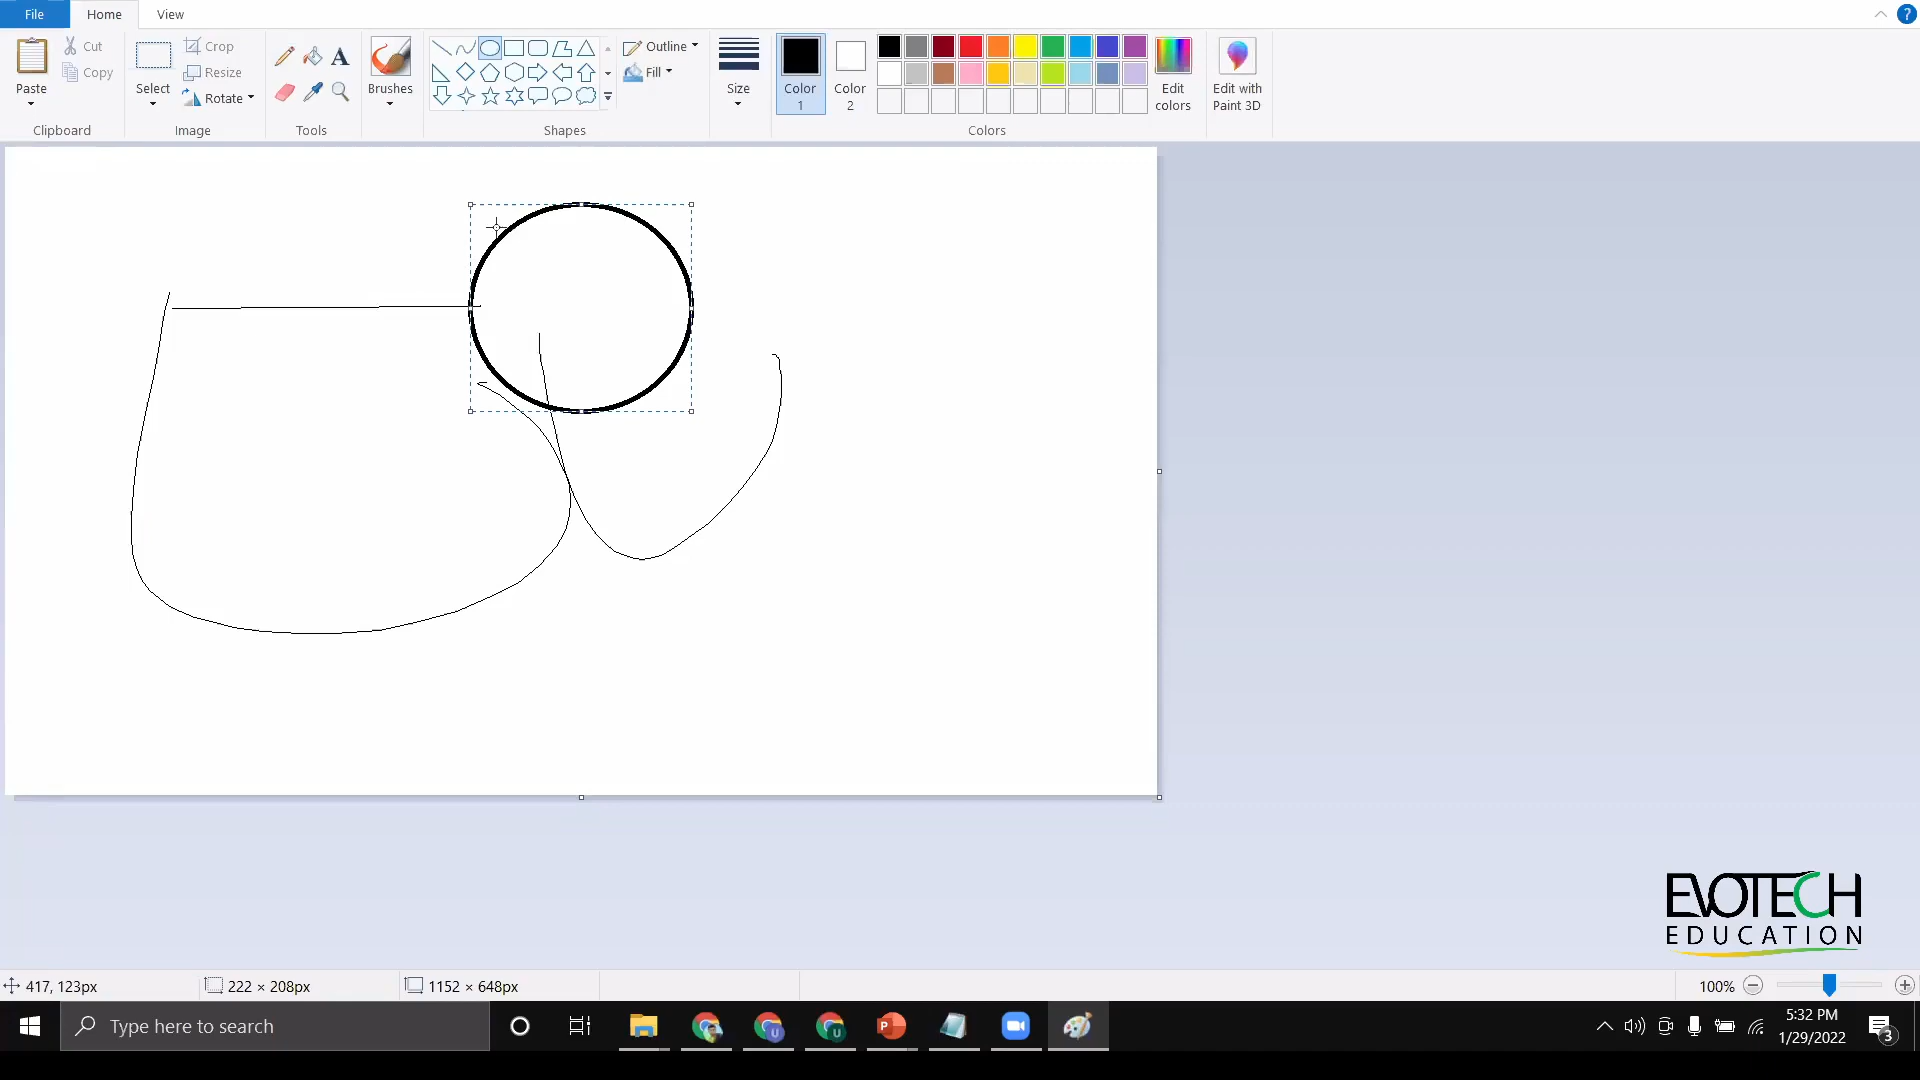 File Home View
Paste
Cut
Copy
Clipboard
Select
Crop
Resize
Rotate
Image
A
Tools
Brushes
Outline
Fill
Shapes
Size
Color
1
Color
2
Edit
colors
Colors
Edit with
Paint 3D
?
EVOTECH
EDUCATION
417, 123px 222 × 208px 1152 × 648px 100%
Type here to search
U
U
P
5:32 PM
1/29/2022
3